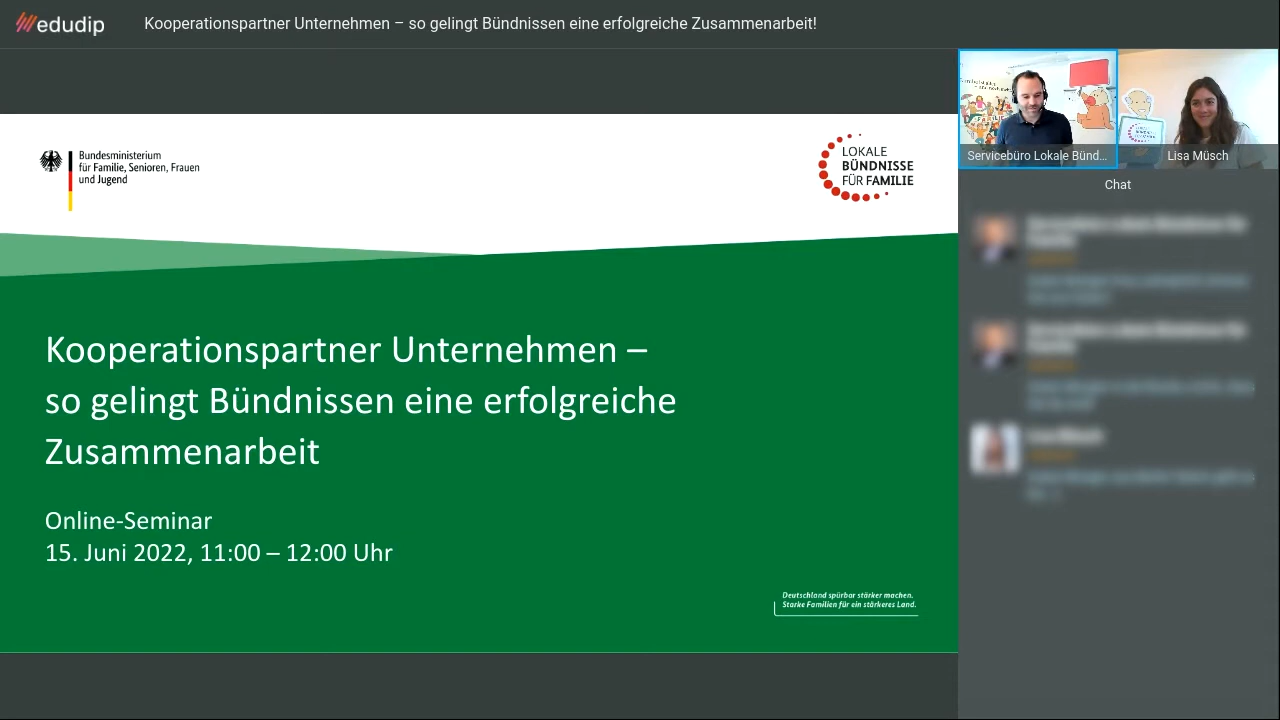 edudip
Kooperationspartner Unternehmen – so gelingt Bündnissen eine erfolgreiche Zusammenarbeit!
Bundesministerium
für Familie, Senioren, Frauen
und Jugend
LOKALE
BÜNDNISSE
FÜR FAMILIE
Servicebüro Lokale Bünd...
Lisa Müsch
Chat
Kooperationspartner Unternehmen –
so gelingt Bündnissen eine erfolgreiche
Zusammenarbeit
Online-Seminar
15. Juni 2022, 11:00 – 12:00 Uhr
Deutschland spürbar stärker machen.
Starke Familien für ein stärkeres Land.